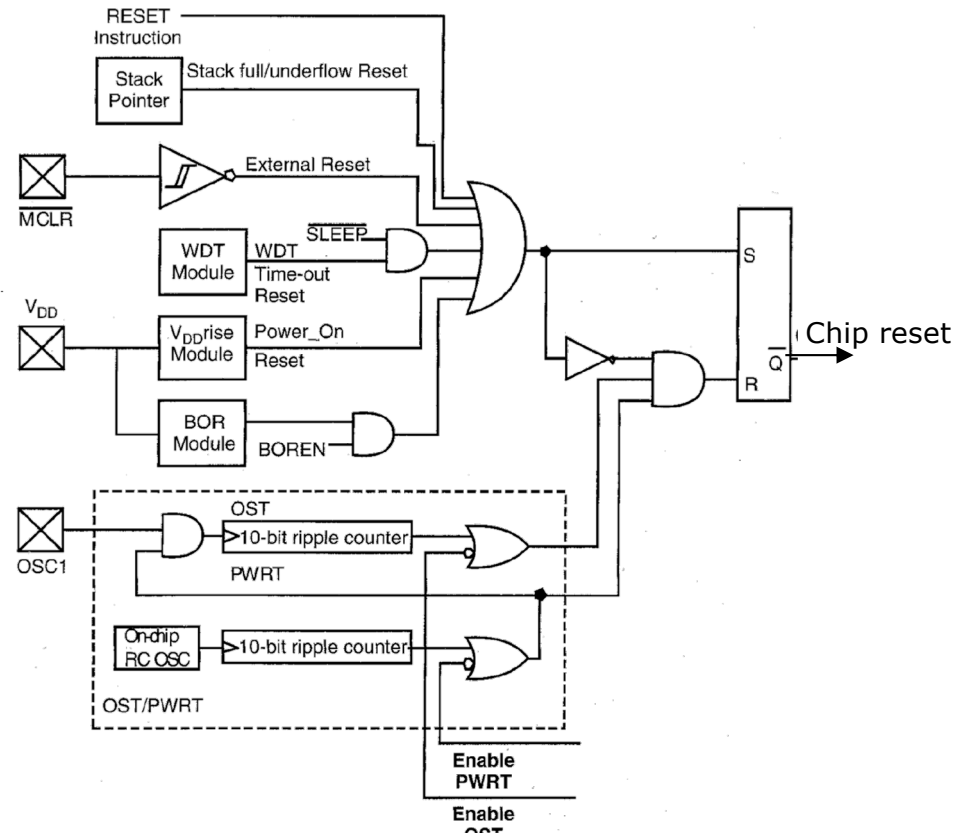 RESET
Instruction
Stack
Pointer
Stack full/underflow Reset
External Reset
MCLR
SLEEP
WDT
Module
WDT
Time-out
Reset
VDD
VDDrise
Module
Power_On
Reset
BOR
Module
BOREN
S
Q
R
Chip reset
OSC1
OST
10-bit ripple counter
PWRT
On-chip
RC OSC
10-bit ripple counter
OST/PWRT
Enable
PWRT
Enable
OST